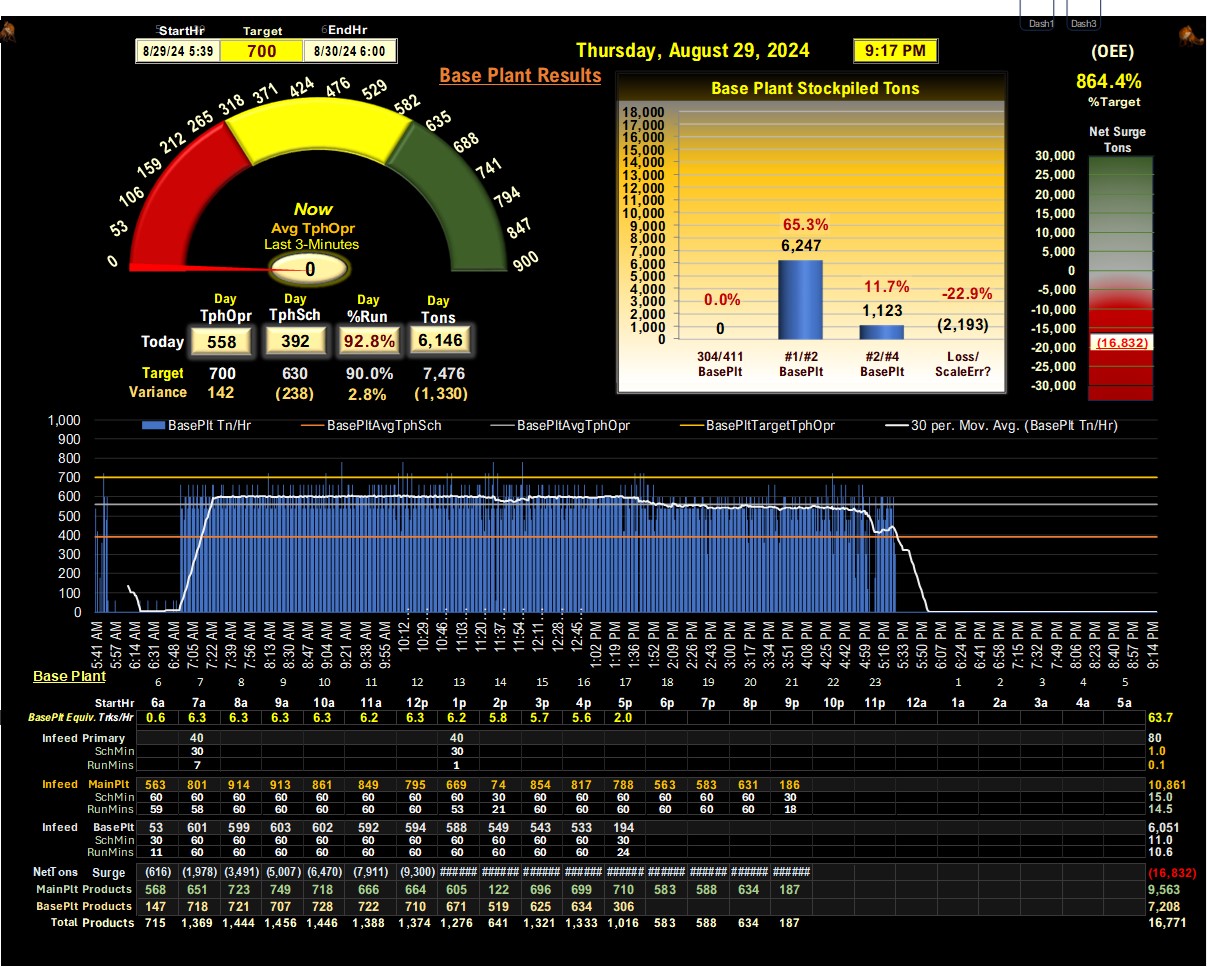 Dash1 Dash3
StartHr Target EndHr
8/29/24 5:39 700 8/30/24 6:00
Thursday, August 29, 2024 9:17 PM
(OEE)
864.4%
%Target
Base Plant Results
Base Plant Stockpiled Tons
Net Surge
Tons
0 53 106 159 212 265 318 371 424 476 529 582 635 688 741 794 847 900
Now
Avg TphOpr
Last 3-Minutes
0
18,000
17,000
16,000
15,000
14,000
13,000
12,000
11,000
10,000
9,000
8,000
7,000
6,000
5,000
4,000
3,000
2,000
1,000
0
0.0% 65.3% 11.7% -22.9%
0 6,247 1,123 (2,193)
304/411 #1/#2 #2/#4 Loss/
BasePlt BasePlt BasePlt ScaleErr?
30,000
25,000
20,000
15,000
10,000
5,000
0
-5,000
-10,000
-15,000
-20,000
-25,000
-30,000
(16,832)
Day Day Day Day
TphOpr TphSch %Run Tons
Today 558 392 92.8% 6,146
Target 700 630 90.0% 7,476
Variance 142 (238) 2.8% (1,330)
BasePlt Tn/Hr BasePltAvgTphSch BasePltAvgTphOpr BasePltTargetTphOpr 30 per. Mov. Avg. (BasePlt Tn/Hr)
1,000
900
800
700
600
500
400
300
200
100
0
5:41 AM 5:57 AM 6:14 AM 6:31 AM 6:48 AM 7:05 AM 7:22 AM 7:39 AM 7:56 AM 8:13 AM 8:30 AM 8:47 AM 9:04 AM 9:21 AM 9:38 AM 9:55 AM 10:12... 10:29... 10:46... 11:03... 11:20... 11:37... 11:54... 12:11... 12:28... 12:45... 1:02 PM 1:19 PM 1:36 PM 1:52 PM 2:09 PM 2:26 PM 2:43 PM 3:00 PM 3:17 PM 3:34 PM 3:51 PM 4:08 PM 4:25 PM 4:42 PM 4:59 PM 5:16 PM 5:33 PM 5:50 PM 6:07 PM 6:24 PM 6:41 PM 6:58 PM 7:15 PM 7:32 PM 7:49 PM 8:06 PM 8:23 PM 8:40 PM 8:57 PM 9:14 PM
Base Plant 6 7 8 9 10 11 12 13 14 15 16 17 18 19 20 21 22 23 1 2 3 4 5
StartHr 6a 7a 8a 9a 10a 11a 12p 1p 2p 3p 4p 5p 6p 7p 8p 9p 10p 11p 12a 1a 2a 3a 4a 5a
BasePlt Equiv. Trks/Hr 0.6 6.3 6.3 6.3 6.3 6.2 6.3 6.2 5.8 5.7 5.6 2.0 63.7
Infeed Primary 40 40 80
SchMin 30 30 1.0
RunMins 7 1 0.1
Infeed MainPlt 563 801 914 913 861 849 795 669 74 854 817 788 563 583 631 186 10,861
SchMin 60 60 60 60 60 60 60 60 30 60 60 60 60 60 60 30 15.0
RunMins 59 58 60 60 60 60 60 53 21 60 60 60 60 60 60 18 14.5
Infeed BasePlt 53 601 599 603 602 592 594 588 549 543 533 194 6,051
SchMin 30 60 60 60 60 60 60 60 60 60 60 30 11.0
RunMins 11 60 60 60 60 60 60 60 60 60 60 24 10.6
NetTons Surge (616) (1,978) (3,491) (5,007) (6,470) (7,911) (9,300) ###### ###### ###### ###### ###### ###### ###### ###### ###### (16,832)
MainPlt Products 568 651 723 749 718 666 664 605 122 696 699 710 583 588 634 187 9,563
BasePlt Products 147 718 721 707 728 722 710 671 519 625 634 306 7,208
Total Products 715 1,369 1,444 1,456 1,446 1,388 1,374 1,276 641 1,321 1,333 1,016 583 588 634 187 16,771